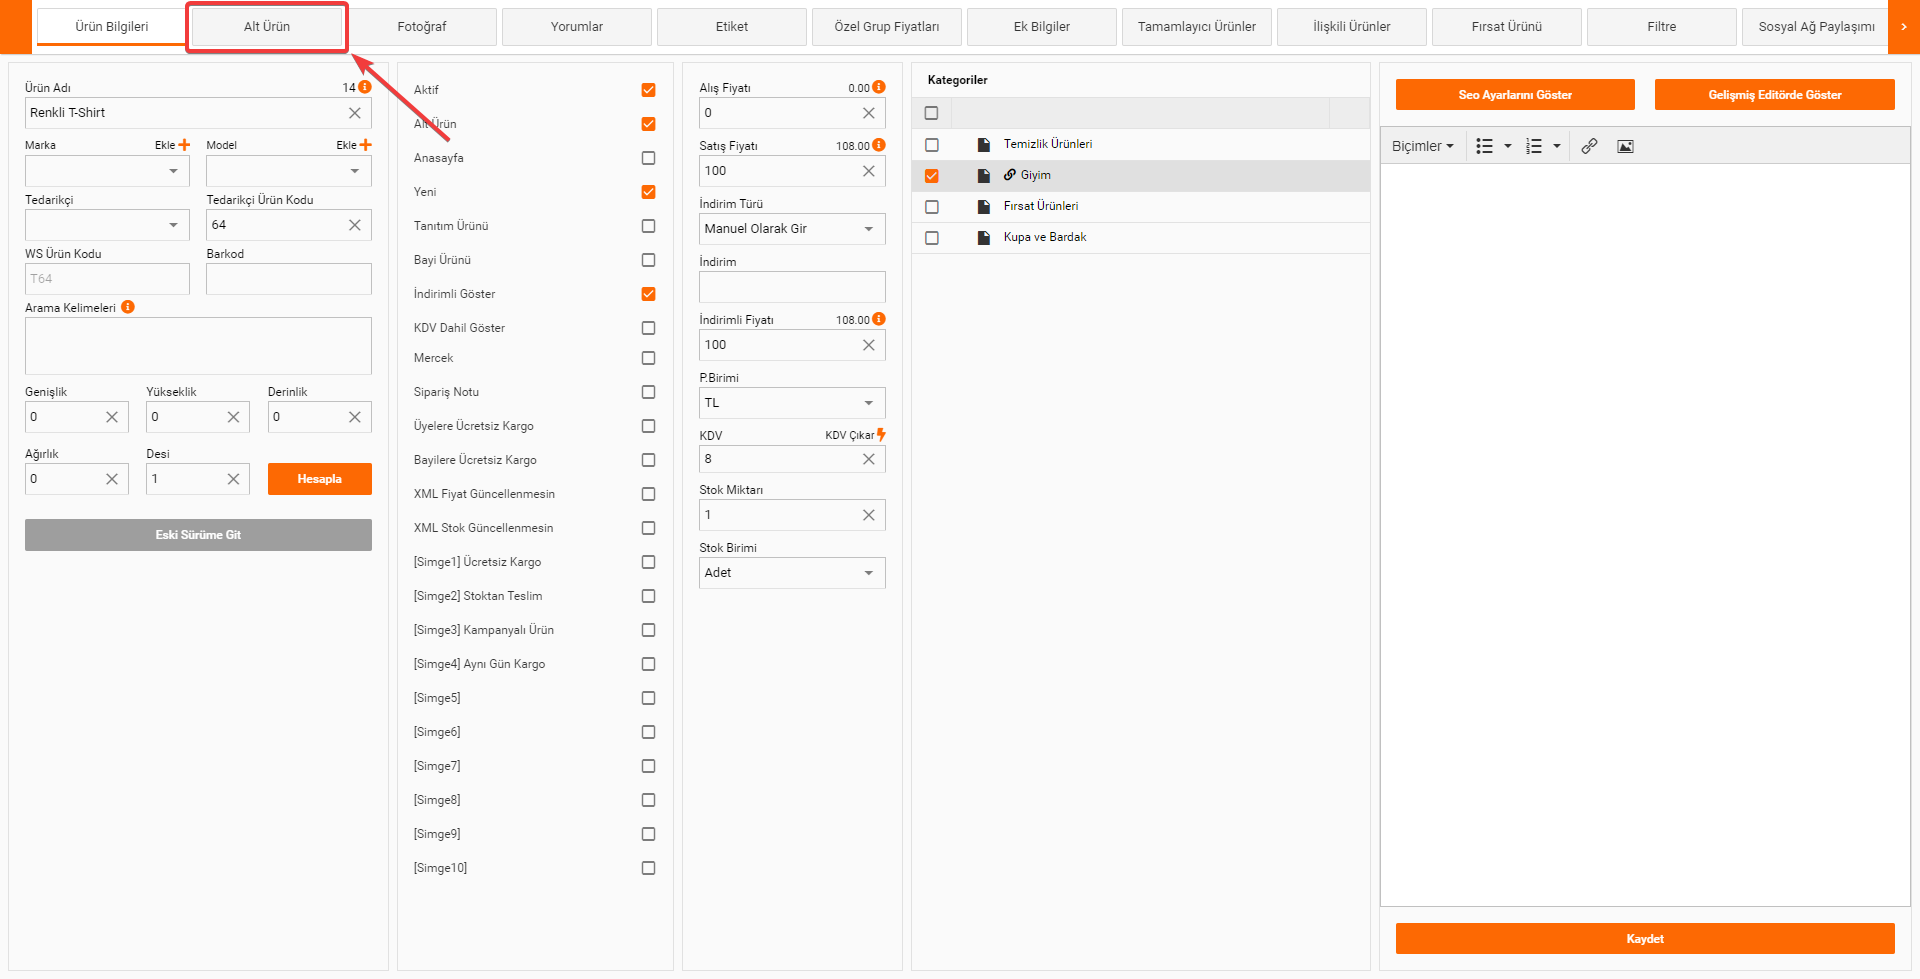 Ürün Bilgileri
Alt Ürün
Fotoğraf
Yorumlar
Etiket
Özel Grup Fiyatları
Ek Bilgiler
Tamamlayıcı Ürünler
İlişkili Ürünler
Fırsat Ürünü
Filtre
Sosyal Ağ Paylaşımı
Ürün Adı 14
Renkli T-Shirt
Marka Ekle Model Ekle
Tedarikçi Tedarikçi Ürün Kodu
64
WS Ürün Kodu Barkod
T64
Arama Kelimeleri
Genişlik Yükseklik Derinlik
0 0 0
Ağırlık Desi
0 1 Hesapla
Eski Sürüme Git
Aktif
Alt Ürün
Anasayfa
Yeni
Tanıtım Ürünü
Bayi Ürünü
İndirimli Göster
KDV Dahil Göster
Mercek
Sipariş Notu
Üyelere Ücretsiz Kargo
Bayilere Ücretsiz Kargo
XML Fiyat Güncellenmesin
XML Stok Güncellenmesin
[Simge1] Ücretsiz Kargo
[Simge2] Stoktan Teslim
[Simge3] Kampanyalı Ürün
[Simge4] Aynı Gün Kargo
[Simge5]
[Simge6]
[Simge7]
[Simge8]
[Simge9]
[Simge10]
Alış Fiyatı 0.00
0
Satış Fiyatı 108.00
100
İndirim Türü
Manuel Olarak Gir
İndirim
İndirimli Fiyatı 108.00
100
P.Birimi
TL
KDV KDV Çıkar
8
Stok Miktarı
1
Stok Birimi
Adet
Kategoriler
Temizlik Ürünleri
Giyim
Fırsat Ürünleri
Kupa ve Bardak
Seo Ayarlarını Göster Gelişmiş Editörde Göster
Biçimler
Kaydet